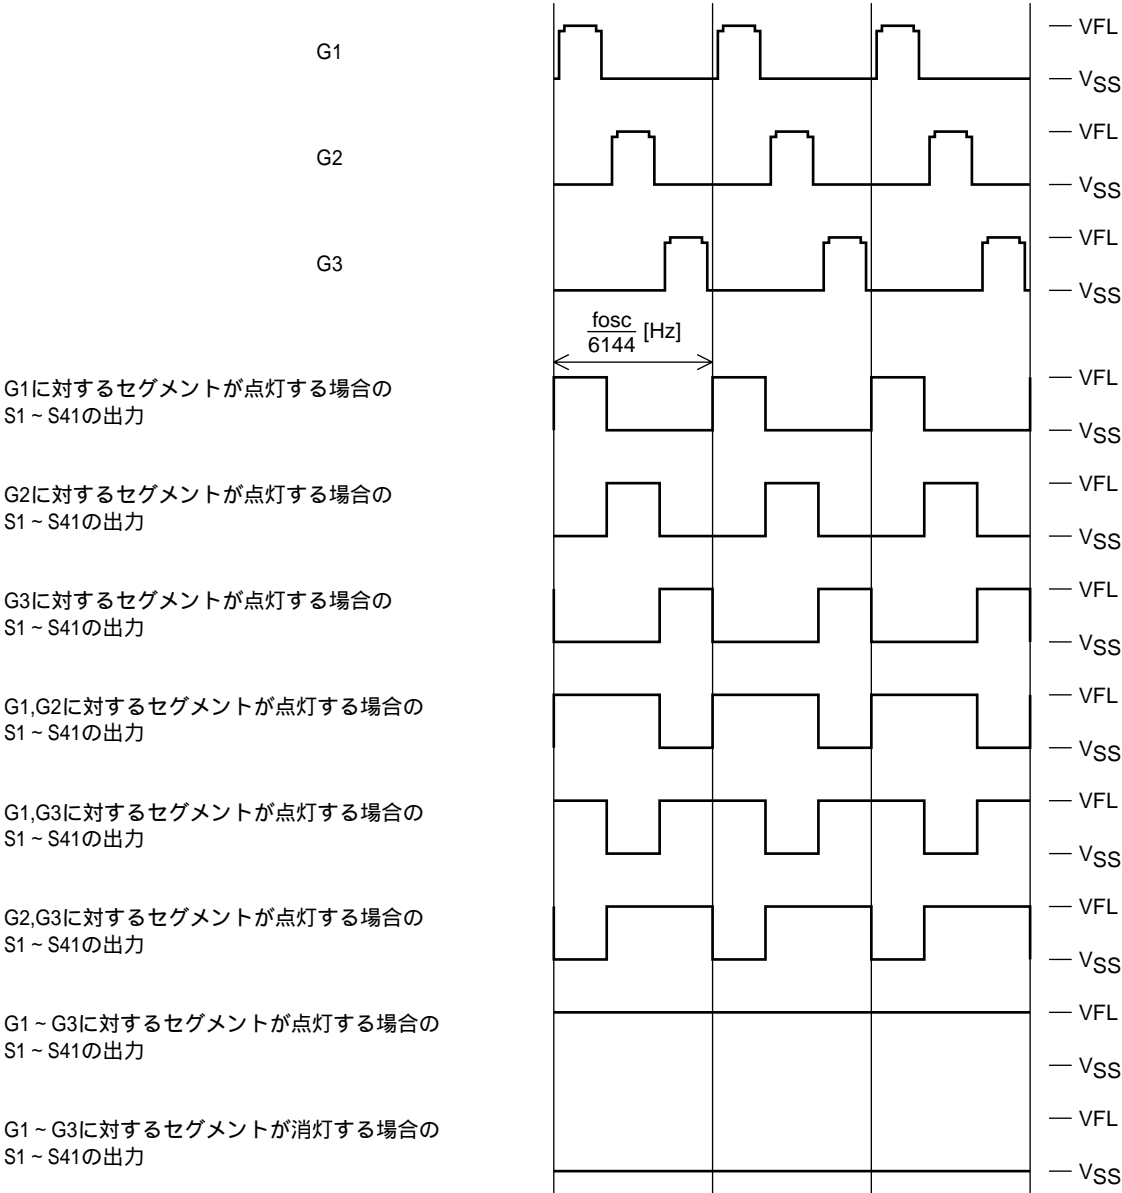 G1
VFL
VSS
G2
VFL
VSS
G3
VFL
VSS
fosc
6144 [Hz]
G1に対するセグメントが点灯する場合の
S1~S41の出力
VFL
VSS
G2に対するセグメントが点灯する場合の
S1~S41の出力
VFL
VSS
G3に対するセグメントが点灯する場合の
S1~S41の出力
VFL
VSS
G1,G2に対するセグメントが点灯する場合の
S1~S41の出力
VFL
VSS
G1,G3に対するセグメントが点灯する場合の
S1~S41の出力
VFL
VSS
G2,G3に対するセグメントが点灯する場合の
S1~S41の出力
VFL
VSS
G1~G3に対するセグメントが点灯する場合の
S1~S41の出力
VFL
VSS
G1~G3に対するセグメントが消灯する場合の
S1~S41の出力
VFL
VSS